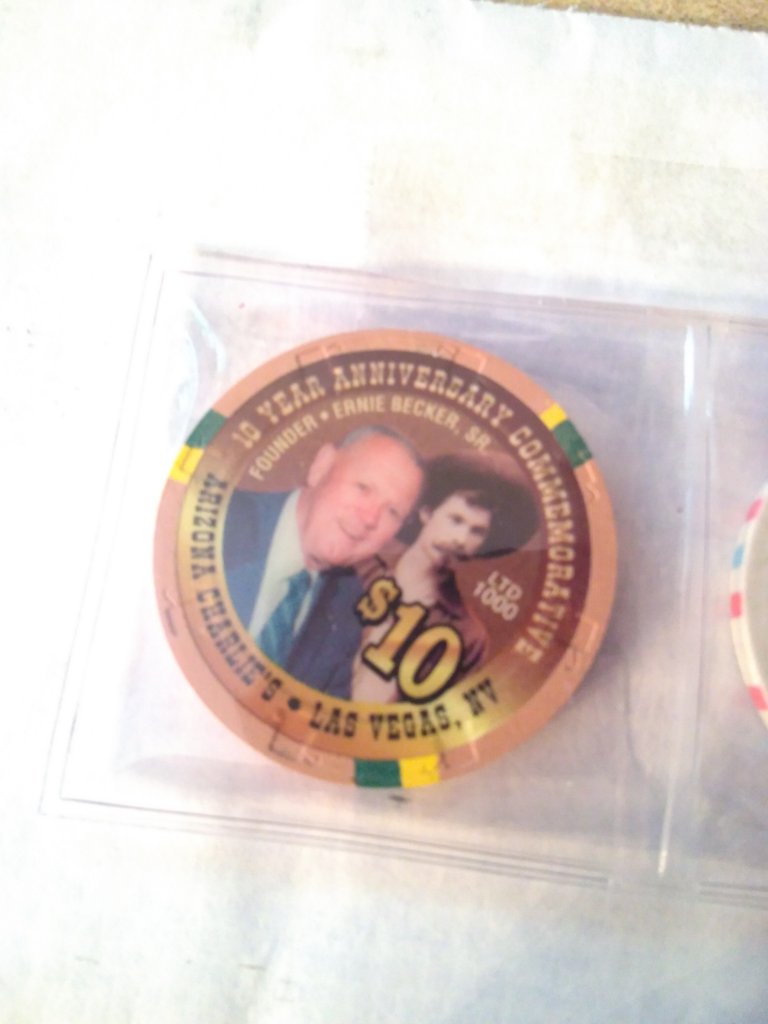 10 YEAR ANNIVERSARY COMMEMORATIVE
FOUNDER • ERNIE BECKER, SR.
LTD
1000
$10
ARIZONA CHARLIE'S • LAS VEGAS, NV